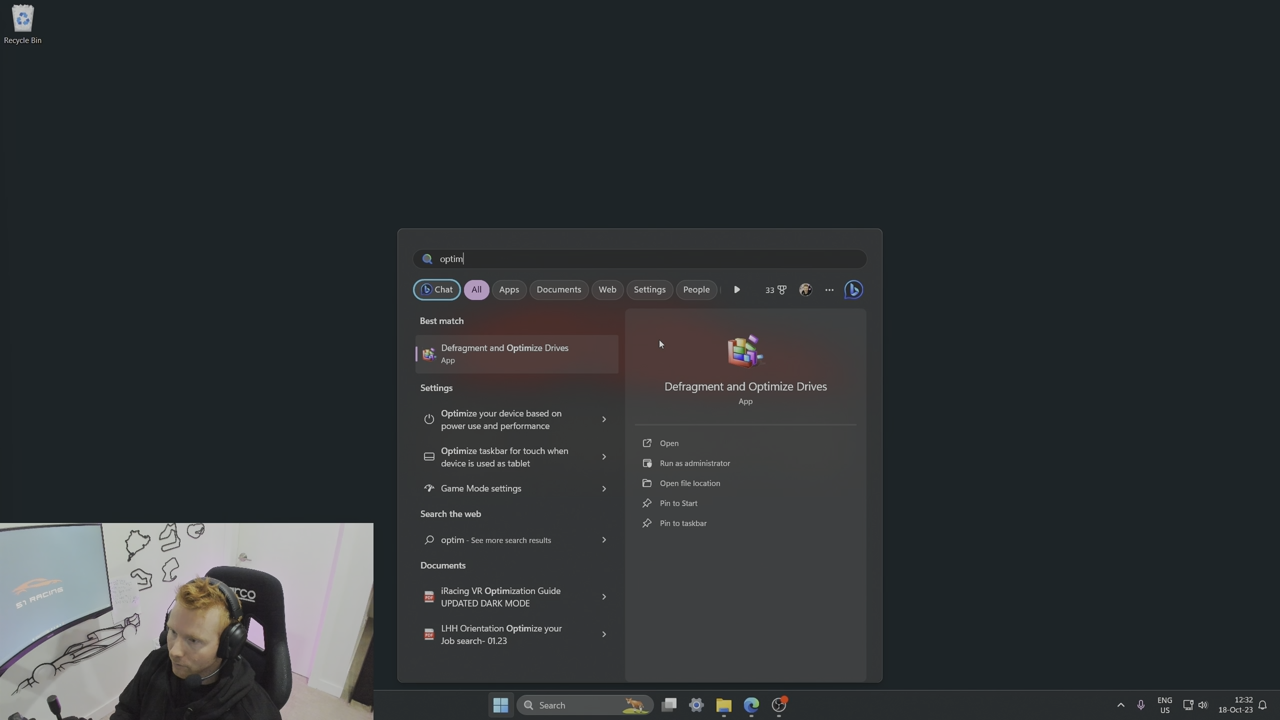 Recycle Bin
optim
Chat
All
Apps
Documents
Web
Settings
People
33
Best match
Defragment and Optimize Drives
App
Settings
Optimize your device based on
power use and performance
Optimize taskbar for touch when
device is used as tablet
Game Mode settings
Search the web
optim - See more search results
Documents
iRacing VR Optimization Guide
UPDATED DARK MODE
LHH Orientation Optimize your
Job search- 01.23
Defragment and Optimize Drives
App
Open
Run as administrator
Open file location
Pin to Start
Pin to taskbar
S1 RACING
Search
ENG
US
12:32
18-Oct-23